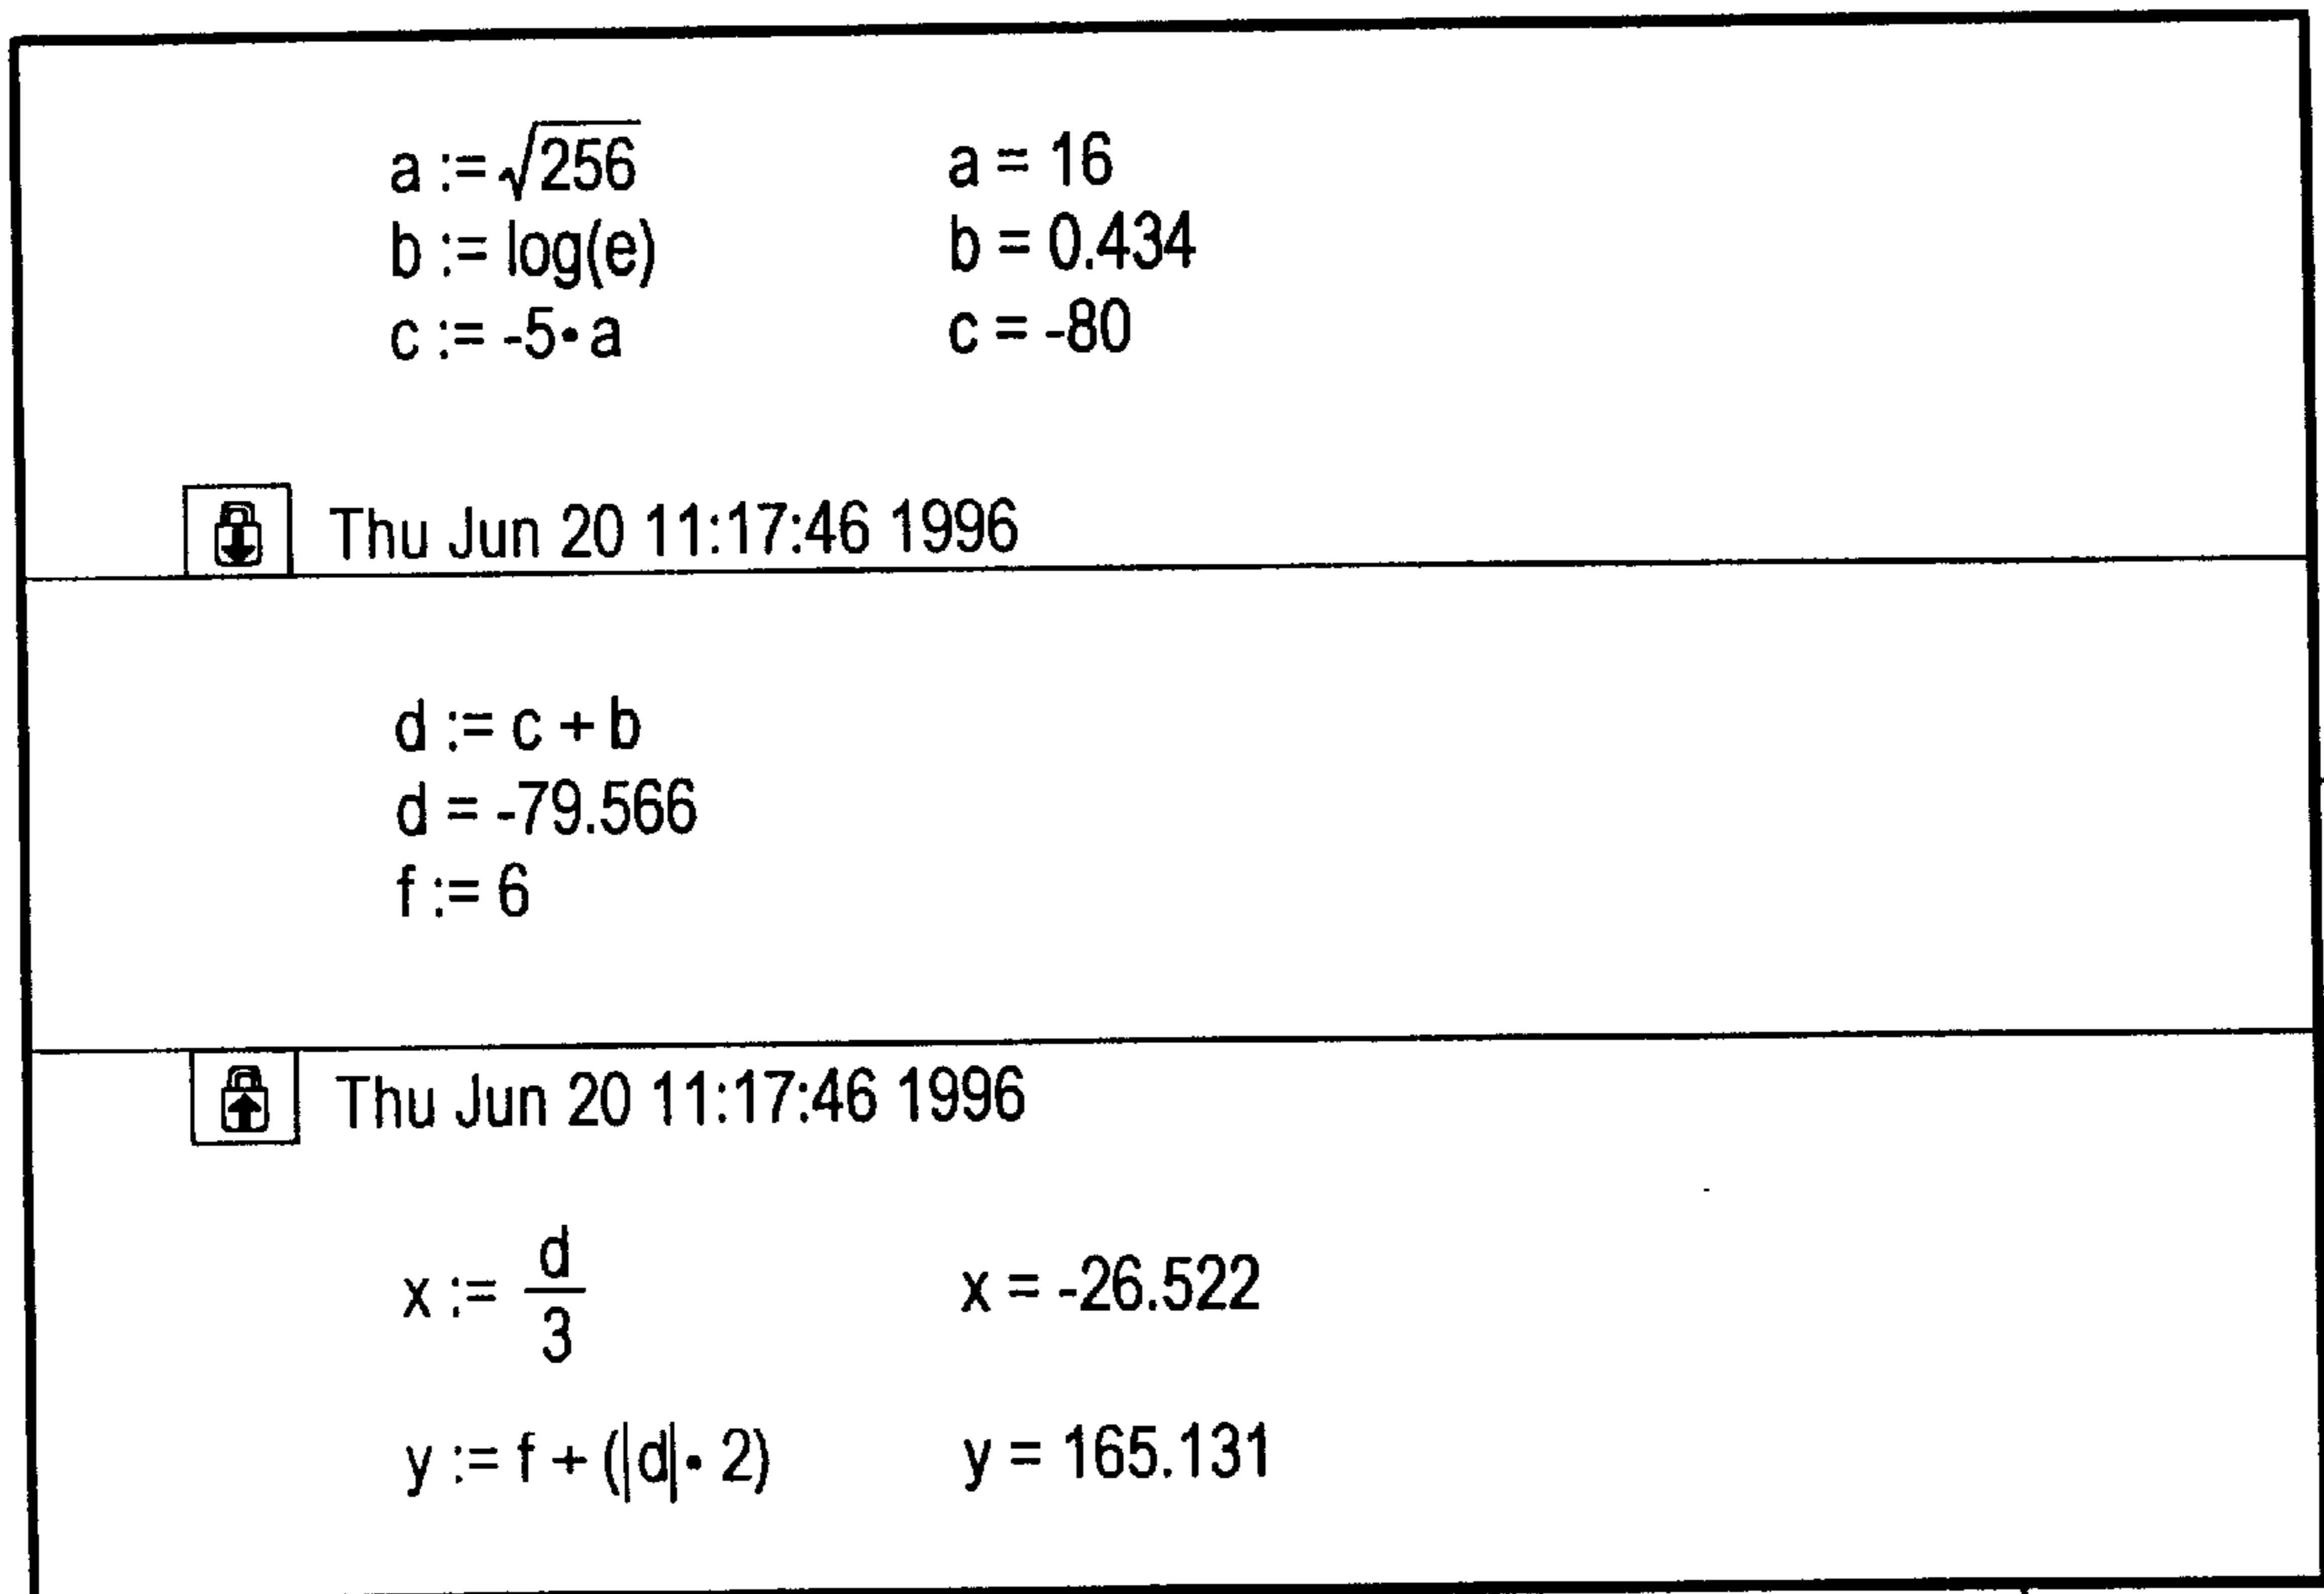 a := √256 a = 16
b := log(e) b = 0.434
c := -5•a c = -80
Thu Jun 20 11:17:46 1996
d := c + b
d = -79.566
f := 6
Thu Jun 20 11:17:46 1996
x := d/3 x = -26.522
y := f + (|d|• 2) y = 165.131